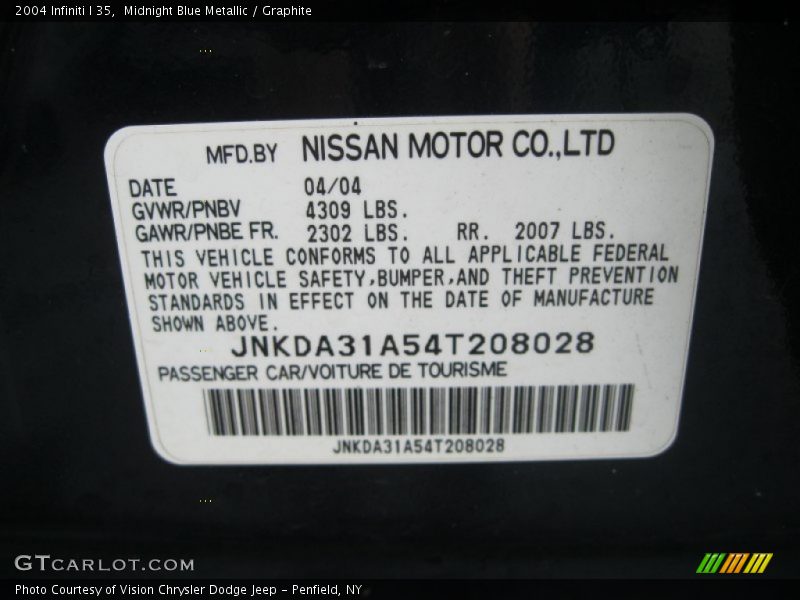 2004 Infiniti I 35,  Midnight Blue Metallic / Graphite
MFD.BY NISSAN MOTOR CO.,LTD
DATE 04/04
GVWR/PNBV 4309 LBS.
GAWR/PNBE FR. 2302 LBS. RR. 2007 LBS.
THIS VEHICLE CONFORMS TO ALL APPLICABLE FEDERAL
MOTOR VEHICLE SAFETY,BUMPER,AND THEFT PREVENTION
STANDARDS IN EFFECT ON THE DATE OF MANUFACTURE
SHOWN ABOVE.
JNKDA31A54T208028
PASSENGER CAR/VOITURE DE TOURISME
JNKDA31A54T208028
GTCARLOT.COM
Photo Courtesy of Vision Chrysler Dodge Jeep - Penfield, NY